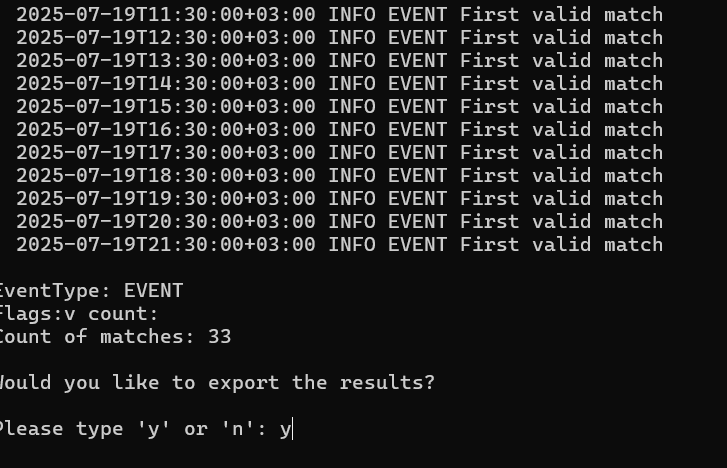 2025-07-19T11:30:00+03:00 INFO EVENT First valid match
2025-07-19T12:30:00+03:00 INFO EVENT First valid match
2025-07-19T13:30:00+03:00 INFO EVENT First valid match
2025-07-19T14:30:00+03:00 INFO EVENT First valid match
2025-07-19T15:30:00+03:00 INFO EVENT First valid match
2025-07-19T16:30:00+03:00 INFO EVENT First valid match
2025-07-19T17:30:00+03:00 INFO EVENT First valid match
2025-07-19T18:30:00+03:00 INFO EVENT First valid match
2025-07-19T19:30:00+03:00 INFO EVENT First valid match
2025-07-19T20:30:00+03:00 INFO EVENT First valid match
2025-07-19T21:30:00+03:00 INFO EVENT First valid match
EventType: EVENT
Flags:v count:
Count of matches: 33
Would you like to export the results?
Please type 'y' or 'n': y